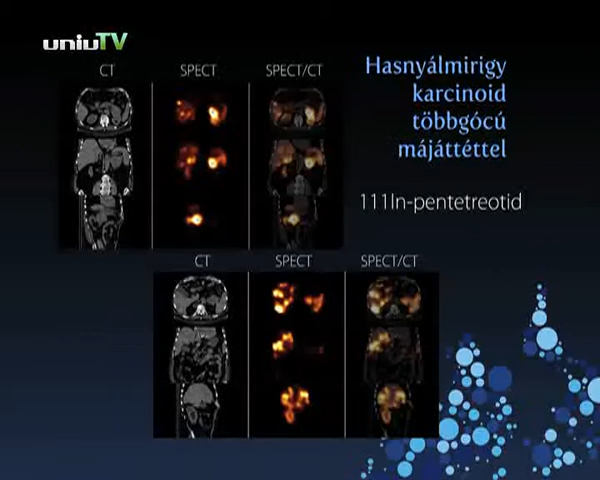 uniuTV
CT SPECT SPECT/CT
Hasnyálmirigy
karcinoid
többgócú
májáttéttel
111In-pentetreotid
CT SPECT SPECT/CT